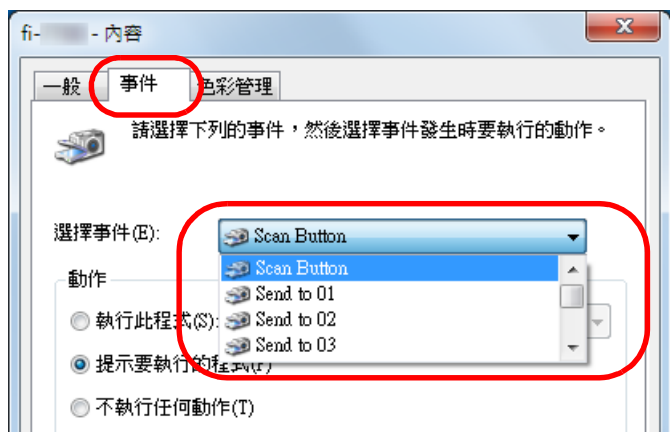 fi- - 內容
一般 事件 色彩管理
請選擇下列的事件，然後選擇事件發生時要執行的動作。
選擇事件(E): Scan Button
Scan Button
Send to 01
Send to 02
Send to 03
動作
執行此程式(S):
提示要執行的程式(P)
不執行任何動作(T)